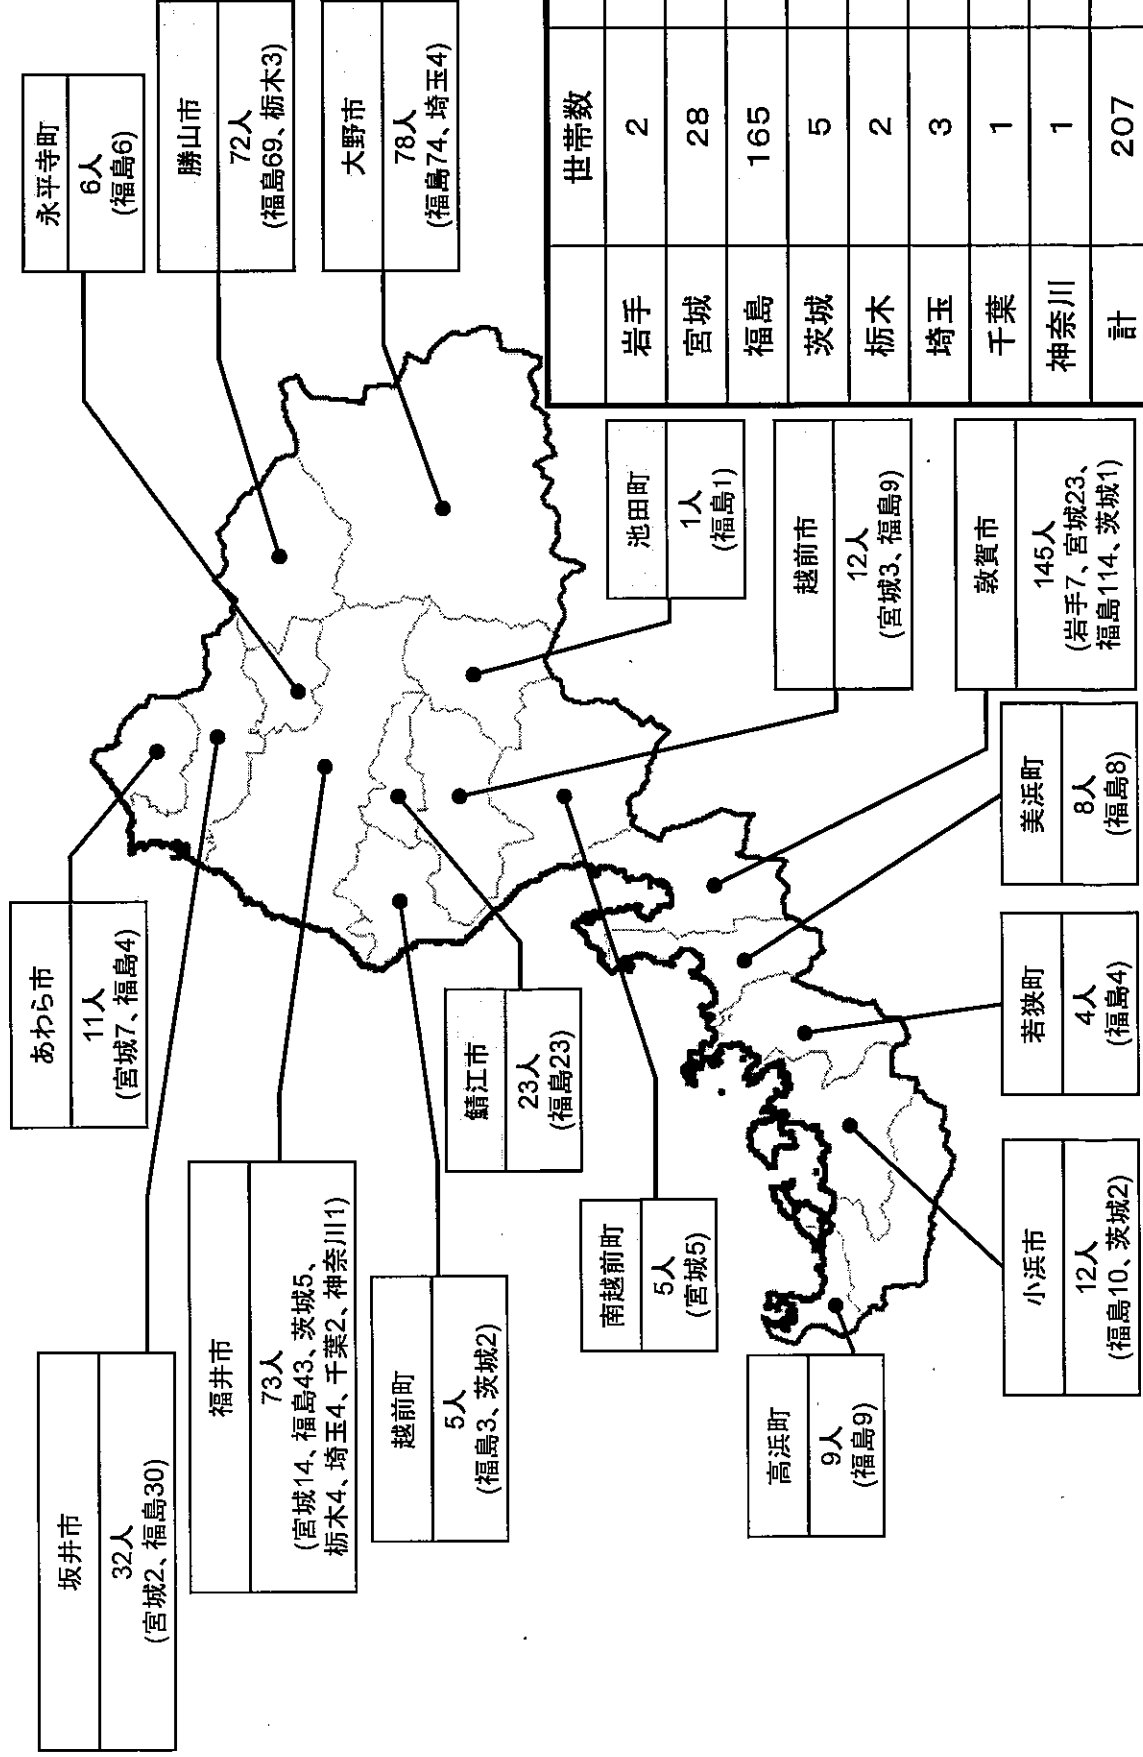 永平寺町
6人
(福島6)
勝山市
72人
(福島69、栃木3)
大野市
78人
(福島74、埼玉4)
あわら市
11人
(宮城7、福島4)
坂井市
32人
(宮城2、福島30)
福井市
73人
(宮城14、福島43、茨城5、
栃木4、埼玉4、千葉2、神奈川1)
越前町
5人
(福島3、茨城2)
鯖江市
23人
(福島23)
南越前町
5人
(宮城5)
池田町
1人
(福島1)
越前市
12人
(宮城3、福島9)
敦賀市
145人
(岩手7、宮城23、
福島114、茨城1)
美浜町
8人
(福島8)
若狭町
4人
(福島4)
小浜市
12人
(福島10、茨城2)
高浜町
9人
(福島9)
世帯数
岩手 2
宮城 28
福島 165
茨城 5
栃木 2
埼玉 3
千葉 1
神奈川 1
計 207